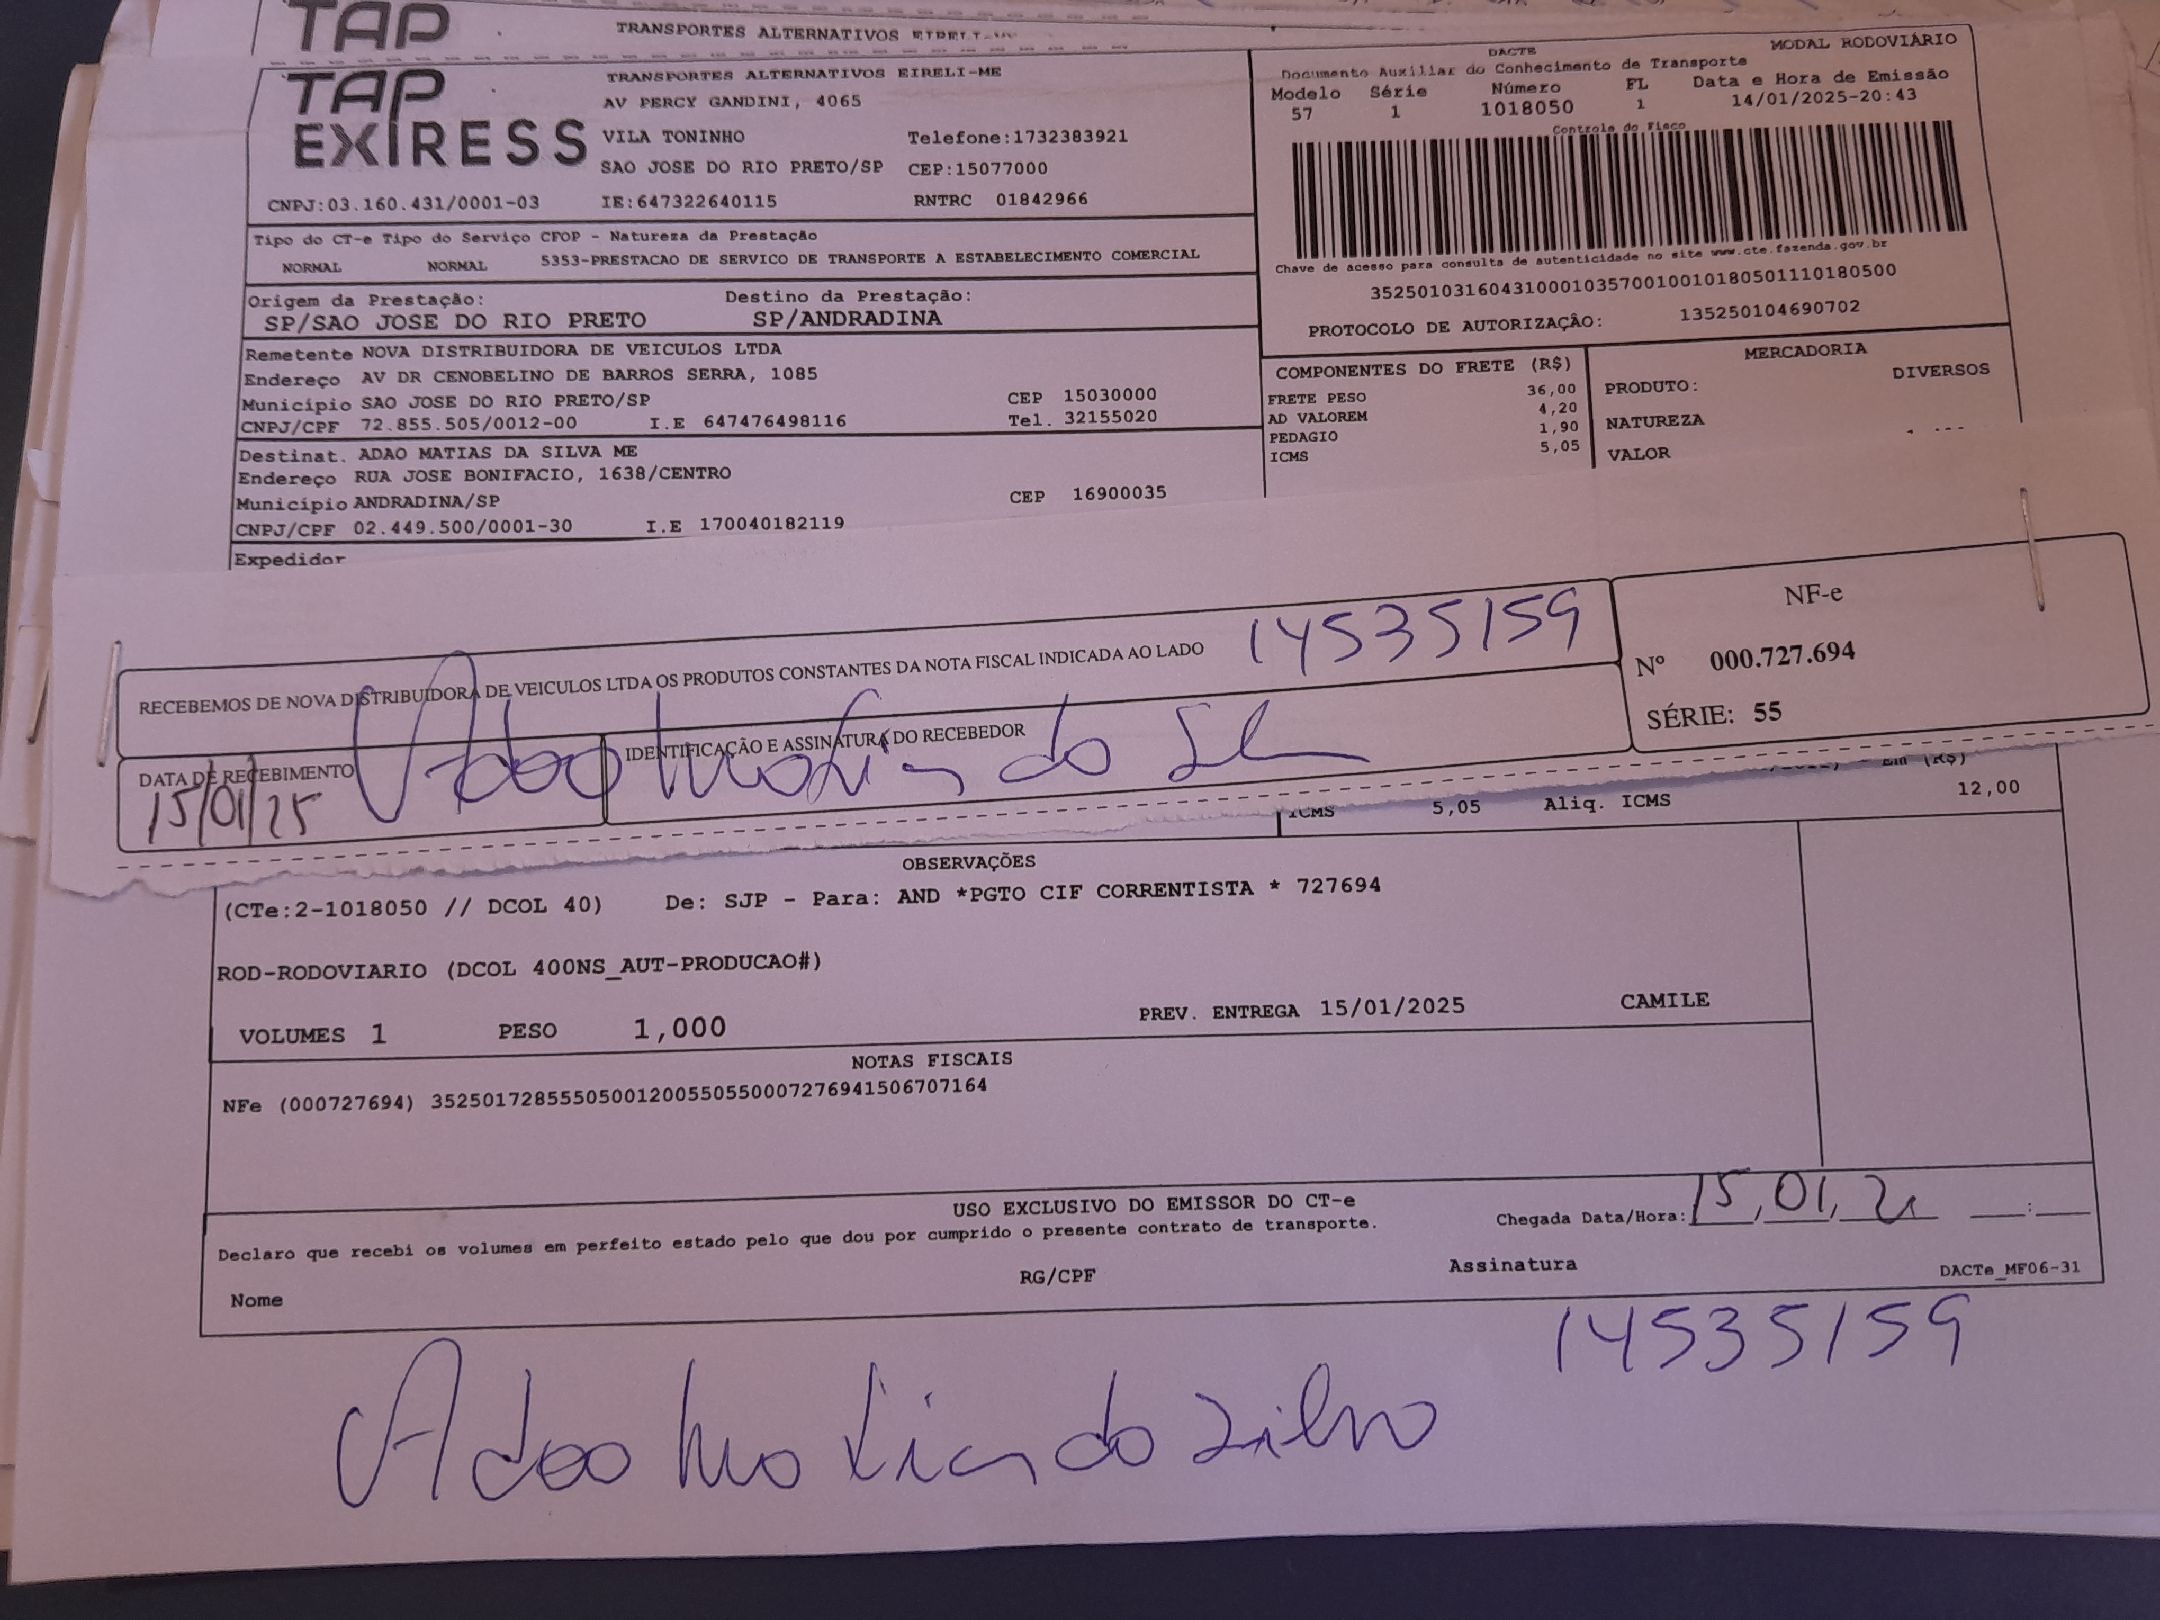 TAP
TRANSPORTES ALTERNATIVOS EIRELI-ME
TAP
EXIRESS
TRANSPORTES ALTERNATIVOS EIRELI-ME
AV PERCY GANDINI, 4065
VILA TONINHO Telefone:1732383921
SAO JOSE DO RIO PRETO/SP CEP:15077000
CNPJ:03.160.431/0001-03 IE:647322640115 RNTRC 01842966
DACTE MODAL RODOVIÁRIO
Documento Auxiliar do Conhecimento de Transporte
Modelo Série Número FL Data e Hora de Emissão
57 1 1018050 1 14/01/2025-20:43
Controle do Fisco
Chave de acesso para consulta de autenticidade no site www.cte.fazenda.gov.br
35250103160431000103570010010180501110180500
PROTOCOLO DE AUTORIZAÇÃO: 135250104690702
Tipo do CT-e Tipo do Serviço CFOP - Natureza da Prestação
NORMAL NORMAL 5353-PRESTACAO DE SERVICO DE TRANSPORTE A ESTABELECIMENTO COMERCIAL
Origem da Prestação: Destino da Prestação:
SP/SAO JOSE DO RIO PRETO SP/ANDRADINA
Remetente NOVA DISTRIBUIDORA DE VEICULOS LTDA
Endereço AV DR CENOBELINO DE BARROS SERRA, 1085
Município SAO JOSE DO RIO PRETO/SP CEP 15030000
CNPJ/CPF 72.855.505/0012-00 I.E 647476498116 Tel. 32155020
Destinat. ADAO MATIAS DA SILVA ME
Endereço RUA JOSE BONIFACIO, 1638/CENTRO
Município ANDRADINA/SP CEP 16900035
CNPJ/CPF 02.449.500/0001-30 I.E 170040182119
Expedidor
COMPONENTES DO FRETE (R$)
FRETE PESO 36,00
AD VALOREM 4,20
PEDAGIO 1,90
ICMS 5,05
MERCADORIA
PRODUTO: DIVERSOS
NATUREZA
VALOR
RECEBEMOS DE NOVA DISTRIBUIDORA DE VEICULOS LTDA OS PRODUTOS CONSTANTES DA NOTA FISCAL INDICADA AO LADO 14535159
DATA DE RECEBIMENTO
15/01/25
IDENTIFICAÇÃO E ASSINATURA DO RECEBEDOR
Adao Matias da
NF-e
Nº 000.727.694
SÉRIE: 55
Em (R$)
ICMS 5,05 Aliq. ICMS 12,00
OBSERVAÇÕES
(CTe:2-1018050 // DCOL 40) De: SJP - Para: AND *PGTO CIF CORRENTISTA * 727694
ROD-RODOVIARIO (DCOL 400NS_AUT-PRODUCAO#)
VOLUMES 1 PESO 1,000 PREV. ENTREGA 15/01/2025 CAMILE
NOTAS FISCAIS
NFe (000727694) 35250172855505001200550550007276941506707164
USO EXCLUSIVO DO EMISSOR DO CT-e
Declaro que recebi os volumes em perfeito estado pelo que dou por cumprido o presente contrato de transporte.
Chegada Data/Hora: 15,01,
Nome RG/CPF Assinatura DACTe_MF06-31
14535159
Adao Matias da Silva